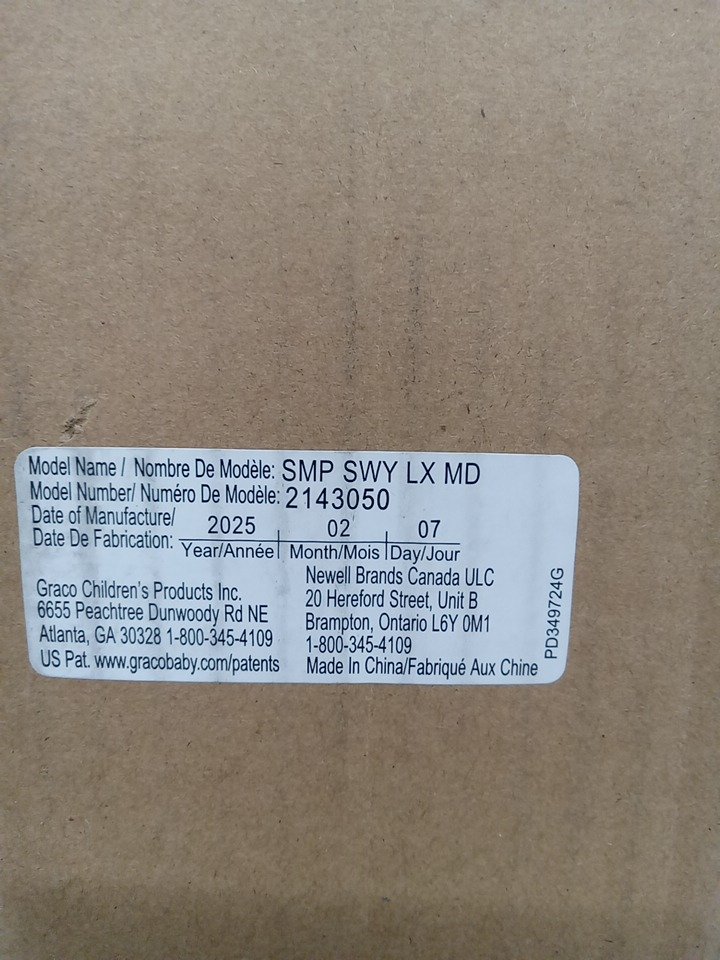 Model Name / Nombre De Modèle: SMP SWY LX MD
Model Number/ Numéro De Modèle: 2143050
Date of Manufacture/
Date De Fabrication: 2025 02 07
Year/Année Month/Mois Day/Jour
Graco Children's Products Inc.
6655 Peachtree Dunwoody Rd NE
Atlanta, GA 30328 1-800-345-4109
US Pat. www.gracobaby.com/patents
Newell Brands Canada ULC
20 Hereford Street, Unit B
Brampton, Ontario L6Y 0M1
1-800-345-4109
Made In China/Fabriqué Aux Chine
PD349724G